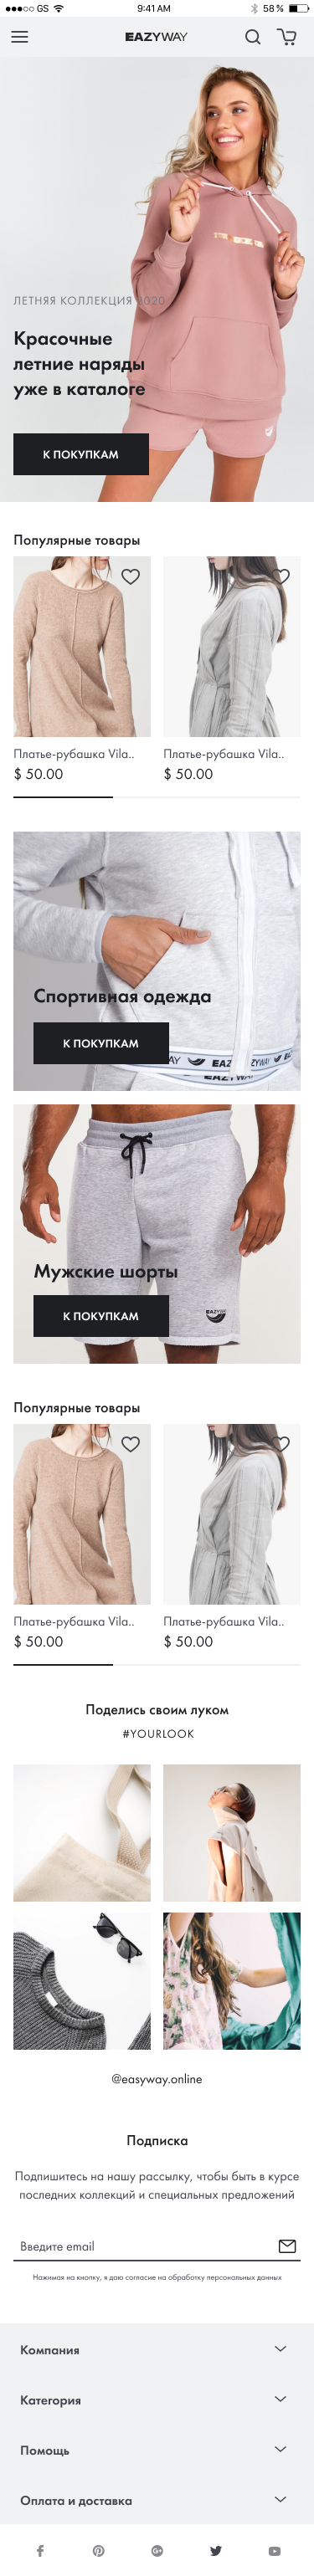 GS 9:41 AM 58%
EAZYWAY
ЛЕТНЯЯ КОЛЛЕКЦИЯ 2020
Красочные
летние наряды
уже в каталоге
К ПОКУПКАМ
Популярные товары
Платье-рубашка Vila.. Платье-рубашка Vila..
$ 50.00 $ 50.00
Спортивная одежда
К ПОКУПКАМ
Мужские шорты
К ПОКУПКАМ
Популярные товары
Платье-рубашка Vila.. Платье-рубашка Vila..
$ 50.00 $ 50.00
Поделись своим луком
#YOURLOOK
@easyway.online
Подписка
Подпишитесь на нашу рассылку, чтобы быть в курсе
последних коллекций и специальных предложений
Введите email
Нажимая на кнопку, я даю согласие на обработку персональных данных
Компания
Категория
Помощь
Оплата и доставка